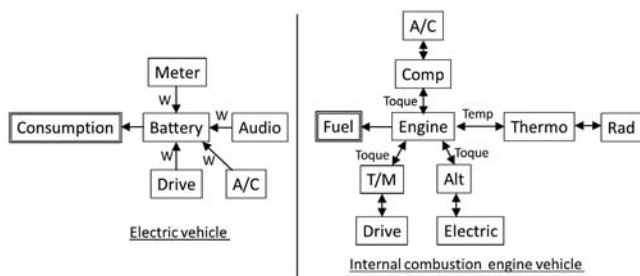 Meter
W
Consumption
Battery
W
Audio
W
W
Drive
A/C
Electric vehicle
A/C
Comp
Toque
Fuel
Engine
Temp
Thermo
Rad
Toque
Toque
T/M
Alt
Drive
Electric
Internal combustion engine vehicle